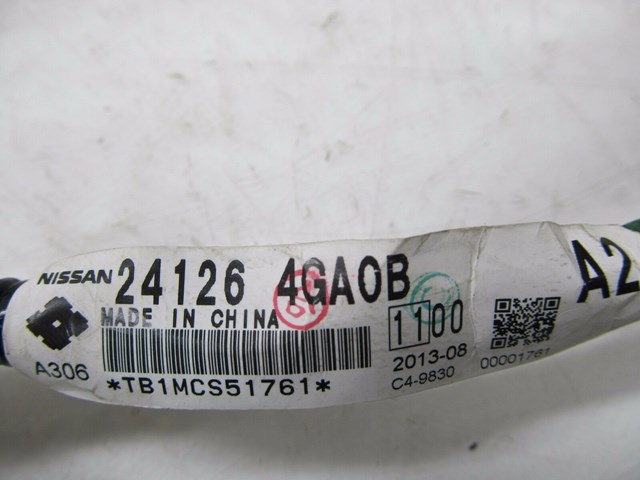 NISSAN 24126 4GA0B A2
MADE IN CHINA 1100
A306 *TB1MCS51761* 2013-08 00001761
C4-9830